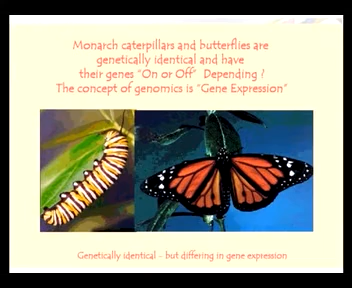 Monarch caterpillars and butterflies are
genetically identical and have
their genes "On or Off" Depending ?
The concept of genomics is "Gene Expression"
Genetically identical - but differing in gene expression